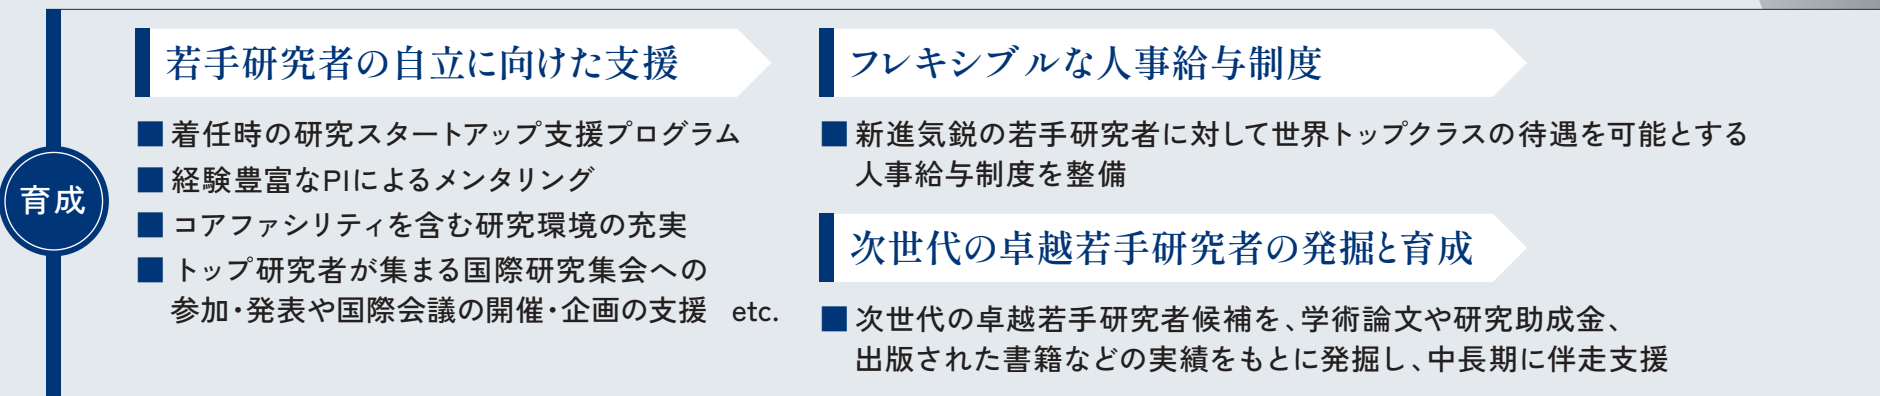 育成
若手研究者の自立に向けた支援
■ 着任時の研究スタートアップ支援プログラム
■ 経験豊富なPIによるメンタリング
■ コアファシリティを含む研究環境の充実
■ トップ研究者が集まる国際研究集会への
参加・発表や国際会議の開催・企画の支援 etc.
フレキシブルな人事給与制度
■ 新進気鋭の若手研究者に対して世界トップクラスの待遇を可能とする
人事給与制度を整備
次世代の卓越若手研究者の発掘と育成
■ 次世代の卓越若手研究者候補を、学術論文や研究助成金、
出版された書籍などの実績をもとに発掘し、中長期に伴走支援